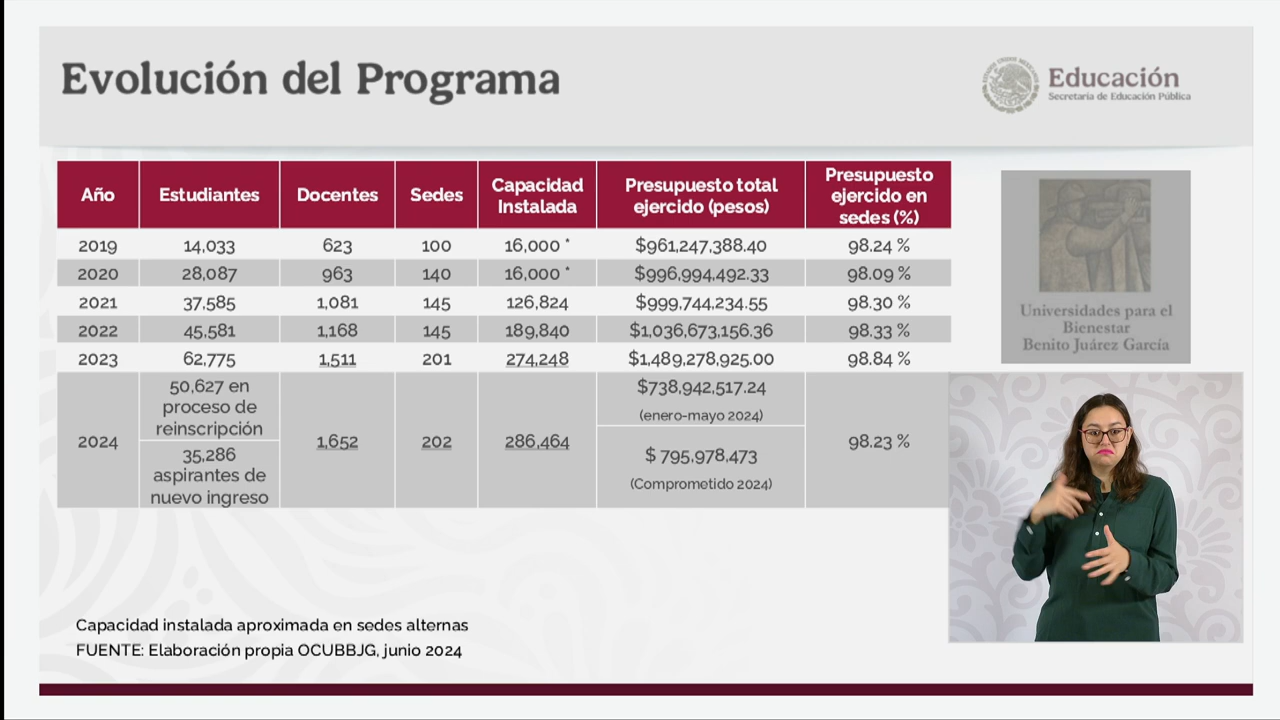 Evolución del Programa
Educación
Secretaría de Educación Pública
Año Estudiantes Docentes Sedes Capacidad Instalada Presupuesto total ejercido (pesos) Presupuesto ejercido en sedes (%)
2019 14,033 623 100 16,000 * $961,247,388.40 98.24 %
2020 28,087 963 140 16,000 * $996,994,492.33 98.09 %
2021 37,585 1,081 145 126,824 $999,744,234.55 98.30 %
2022 45,581 1,168 145 189,840 $1,036,673,156.36 98.33 %
2023 62,775 1,511 201 274,248 $1,489,278,925.00 98.84 %
2024
50,627 en
proceso de
reinscripción
35,286
aspirantes de
nuevo ingreso
1,652 202 286,464
$738,942,517.24
(enero-mayo 2024)
$ 795,978,473
(Comprometido 2024)
98.23 %
Universidades para el
Bienestar
Benito Juárez García
Capacidad instalada aproximada en sedes alternas
FUENTE: Elaboración propia OCUBBJG, junio 2024